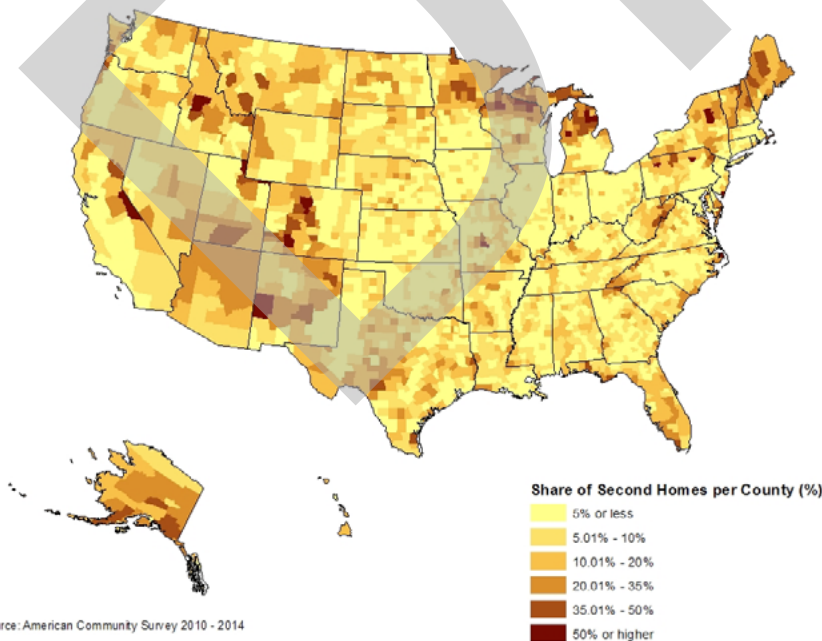 Share of Second Homes per County (%)
5% or less
5.01% - 10%
10.01% - 20%
20.01% - 35%
35.01% - 50%
50% or higher
rce: American Community Survey 2010 - 2014